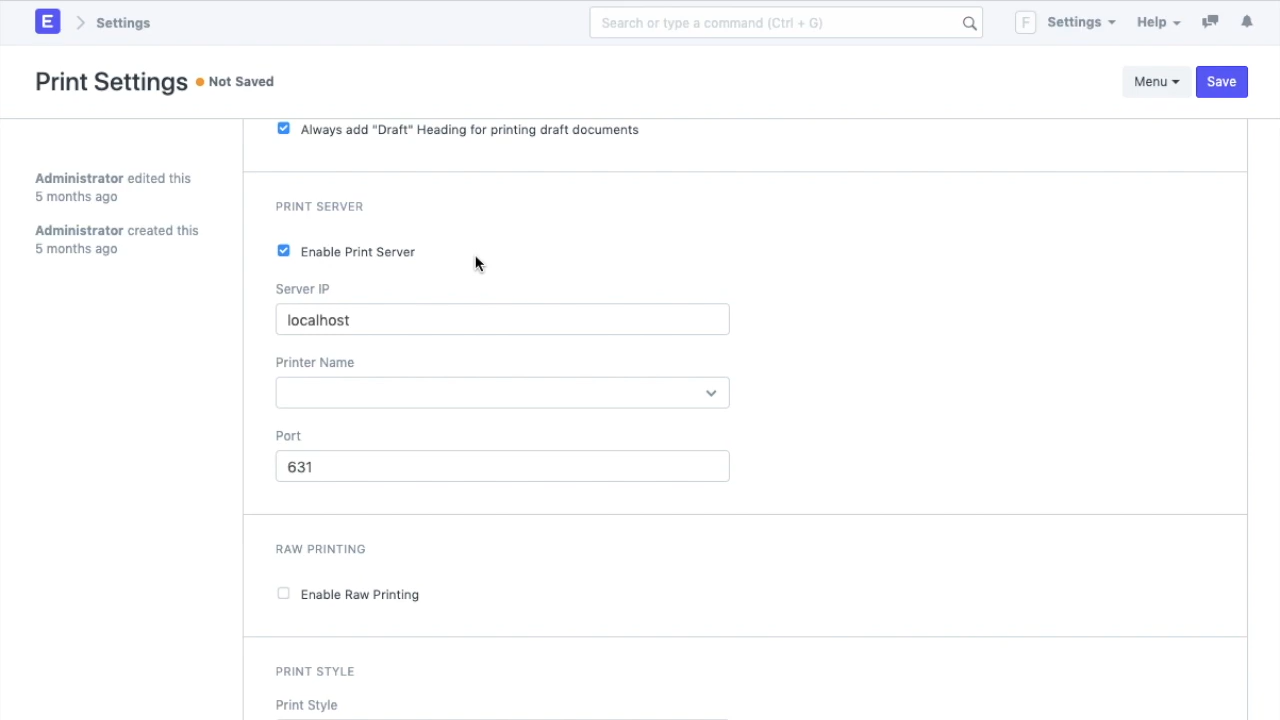 E
Settings
Search or type a command (Ctrl + G)
F
Settings
Help
Print Settings
Not Saved
Menu
Save
Always add "Draft" Heading for printing draft documents
Administrator edited this
5 months ago
Administrator created this
5 months ago
PRINT SERVER
Enable Print Server
Server IP
localhost
Printer Name
Port
631
RAW PRINTING
Enable Raw Printing
PRINT STYLE
Print Style